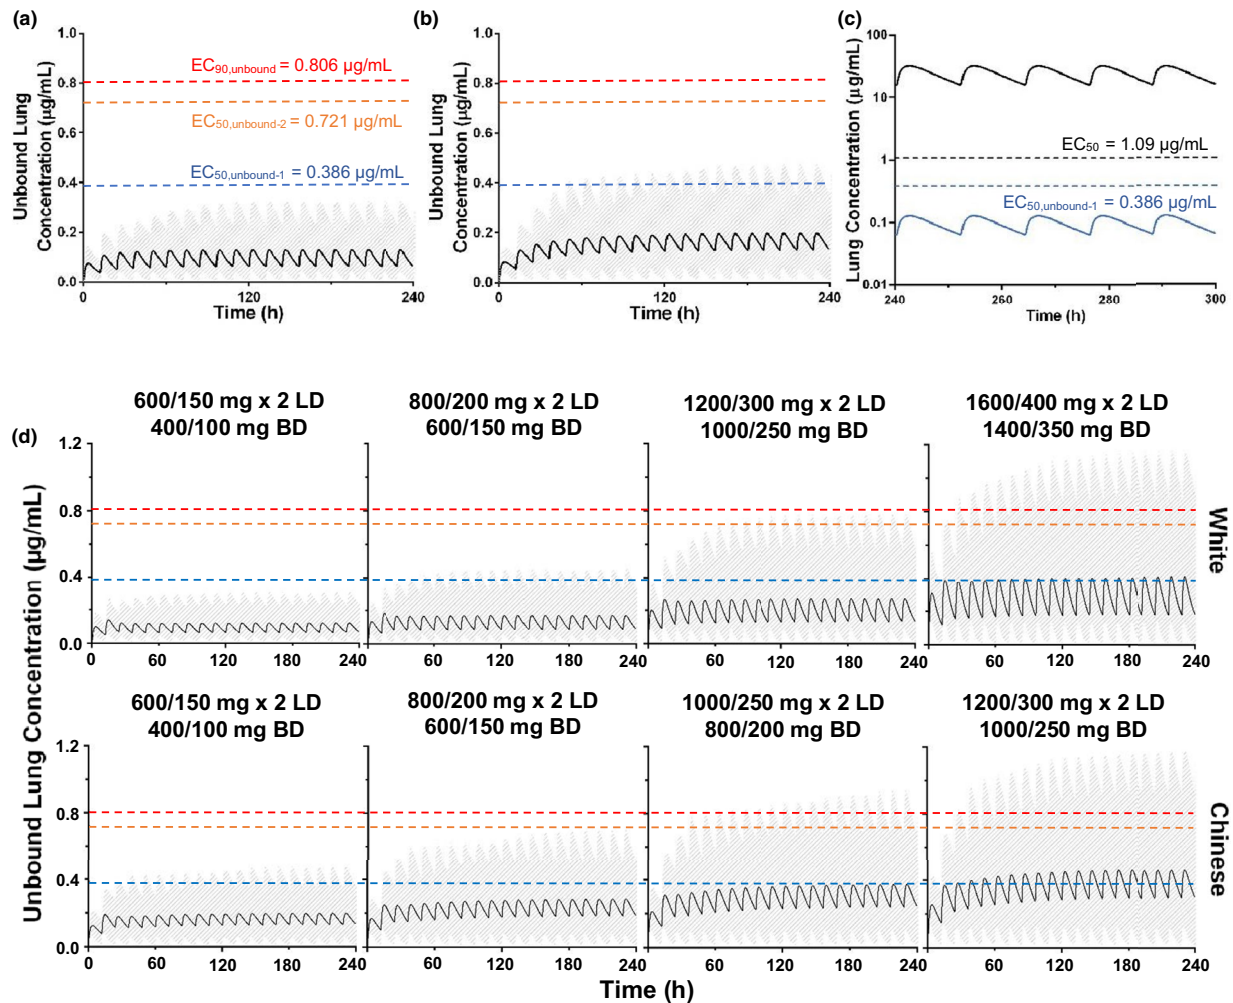 (a)
(b)
(c)
Unbound Lung
Concentration (µg/mL)
1.0
0.8
0.6
0.4
0.2
0.0
EC90,unbound = 0.806 µg/mL
EC50,unbound-2 = 0.721 µg/mL
EC50,unbound-1 = 0.386 µg/mL
0
120
240
Time (h)
Unbound Lung
Concentration (µg/mL)
1.0
0.8
0.6
0.4
0.2
0.0
0
120
240
Time (h)
Lung Concentration (µg/mL)
100
10
1
0.1
0.01
EC50 = 1.09 µg/mL
EC50,unbound-1 = 0.386 µg/mL
240
260
280
300
Time (h)
(d)
Unbound Lung Concentration (µg/mL)
600/150 mg x 2 LD
400/100 mg BD
800/200 mg x 2 LD
600/150 mg BD
1200/300 mg x 2 LD
1000/250 mg BD
1600/400 mg x 2 LD
1400/350 mg BD
1.2
0.8
0.4
0.0
0 60 120 180 240
60 120 180 240
60 120 180 240
60 120 180 240
White
600/150 mg x 2 LD
400/100 mg BD
800/200 mg x 2 LD
600/150 mg BD
1000/250 mg x 2 LD
800/200 mg BD
1200/300 mg x 2 LD
1000/250 mg BD
1.2
0.8
0.4
0.0
0 60 120 180 240
60 120 180 240
60 120 180 240
60 120 180 240
Chinese
Time (h)